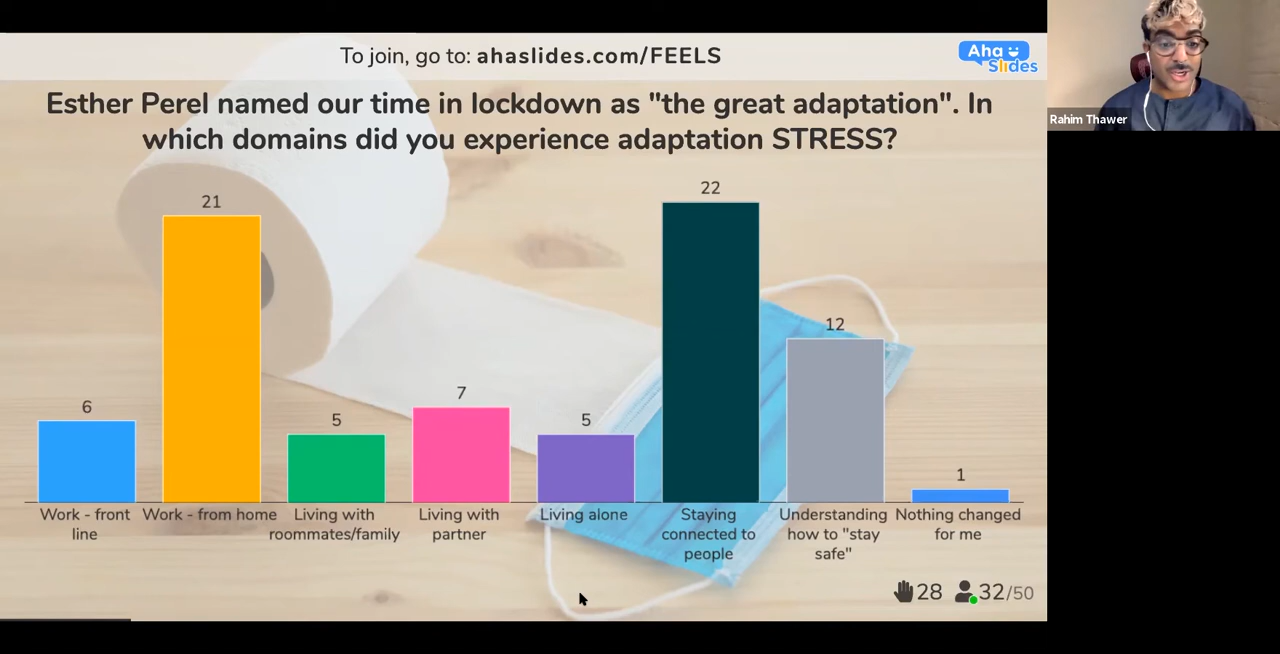 To join, go to: ahaslides.com/FEELS
Aha
Slides
Rahim Thawer
Esther Perel named our time in lockdown as "the great adaptation". In
which domains did you experience adaptation STRESS?
6
21
5
7
5
22
12
1
Work - front
line
Work - from home
Living with
roommates/family
Living with
partner
Living alone
Staying
connected to
people
Understanding
how to "stay
safe"
Nothing changed
for me
28
32/50